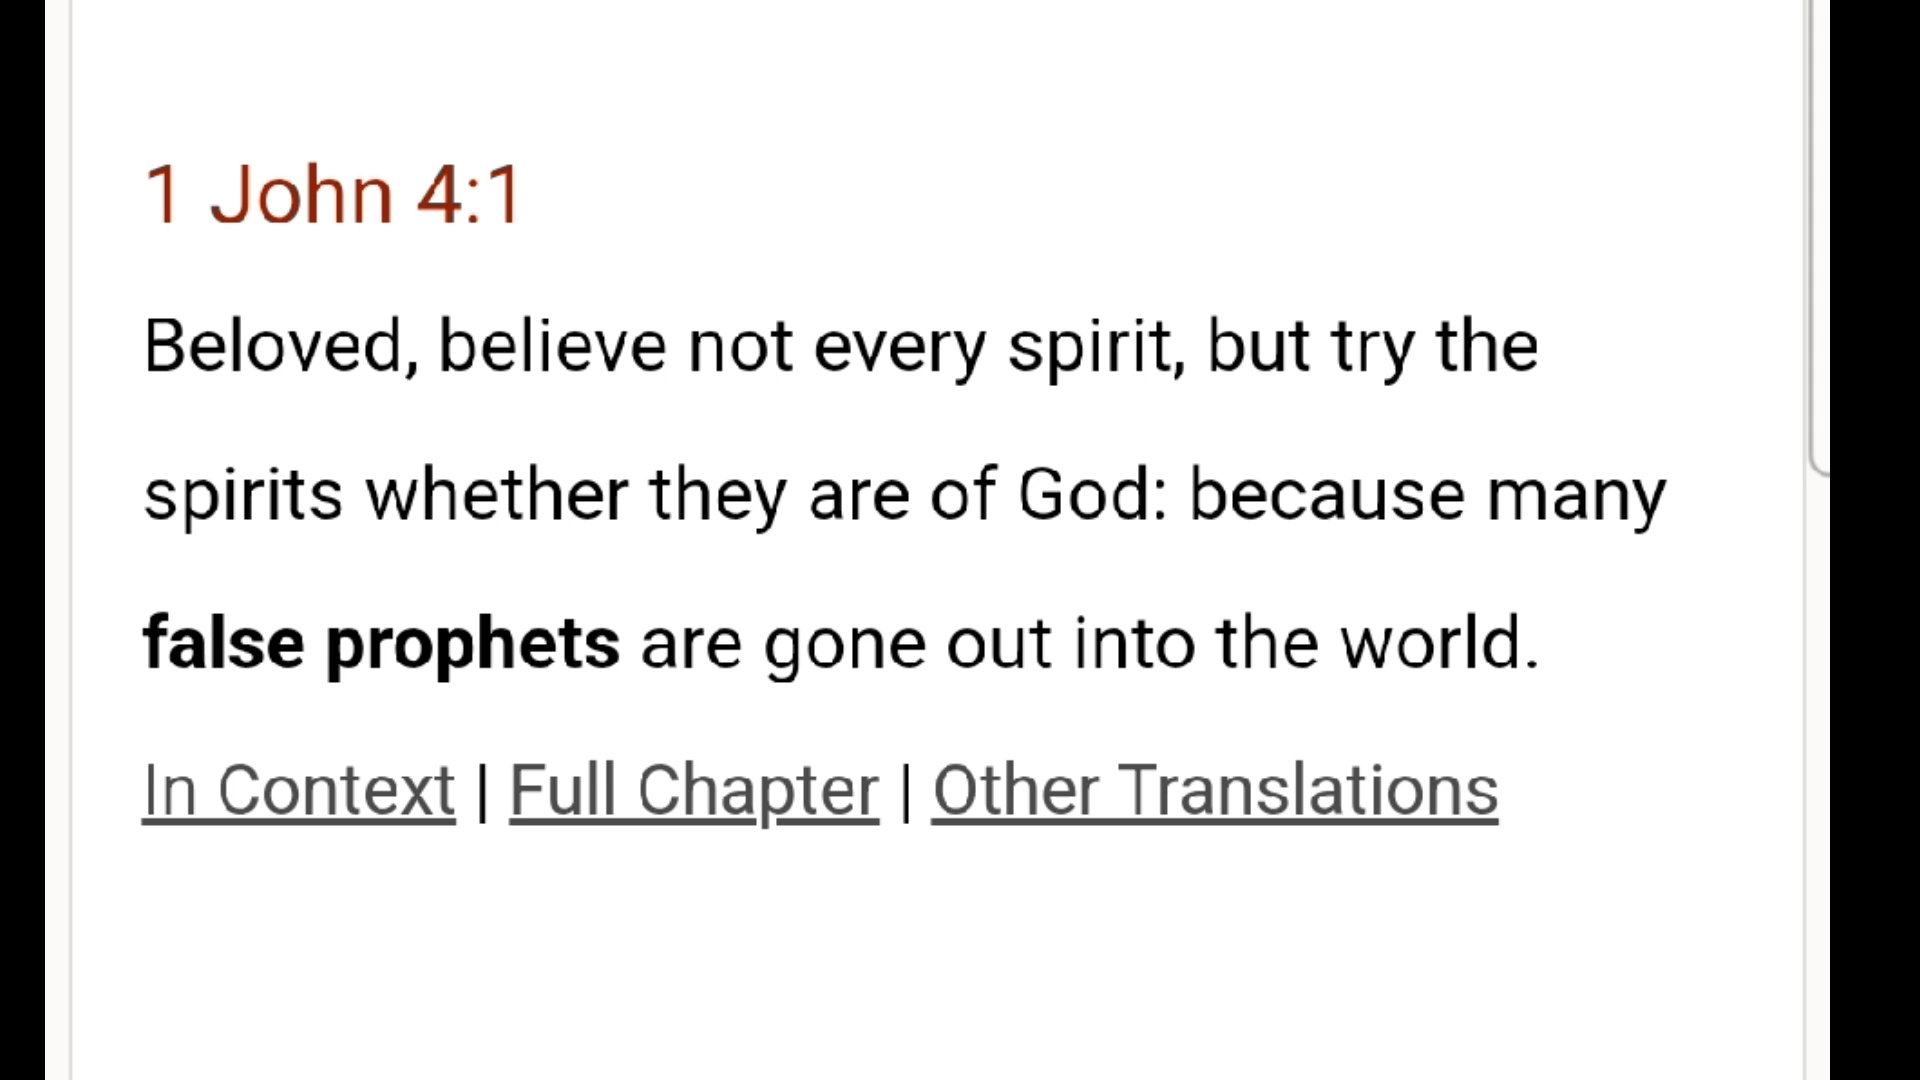 1 John 4:1
Beloved, believe not every spirit, but try the
spirits whether they are of God: because many
false prophets are gone out into the world.
In Context | Full Chapter | Other Translations